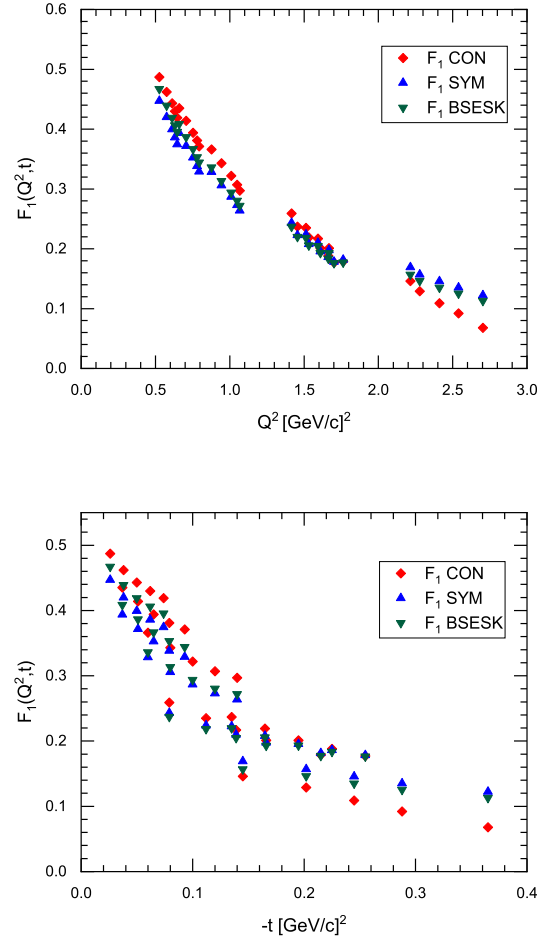 0.6
0.5
0.4
0.3
0.2
0.1
0.0
F₁(Q²,t)
F₁ CON
F₁ SYM
F₁ BSESK
0.0 0.5 1.0 1.5 2.0 2.5 3.0
Q² [GeV/c]²
0.5
0.4
0.3
0.2
0.1
0.0
F₁(Q²,t)
F₁ CON
F₁ SYM
F₁ BSESK
0.0 0.1 0.2 0.3 0.4
-t [GeV/c]²